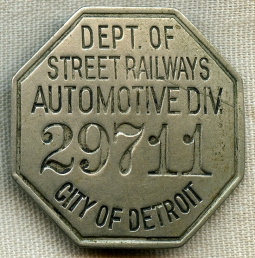 DEPT. OF
STREET RAILWAYS
AUTOMOTIVE DIV.
29711
CITY OF DETROIT